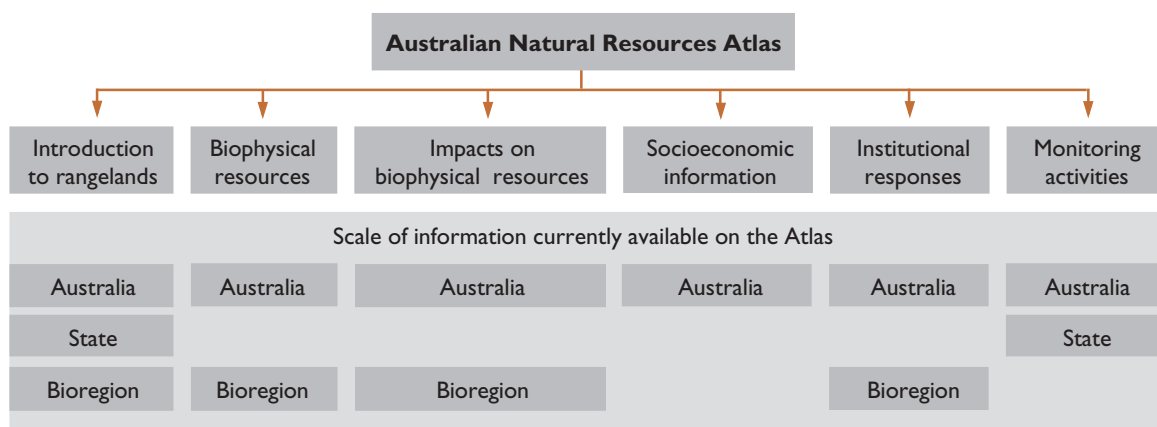 Australian Natural Resources Atlas
Introduction
to rangelands
Biophysical
resources
Impacts on
biophysical resources
Socioeconomic
information
Institutional
responses
Monitoring
activities
Scale of information currently available on the Atlas
Australia
Australia
Australia
Australia
Australia
Australia
State
State
Bioregion
Bioregion
Bioregion
Bioregion